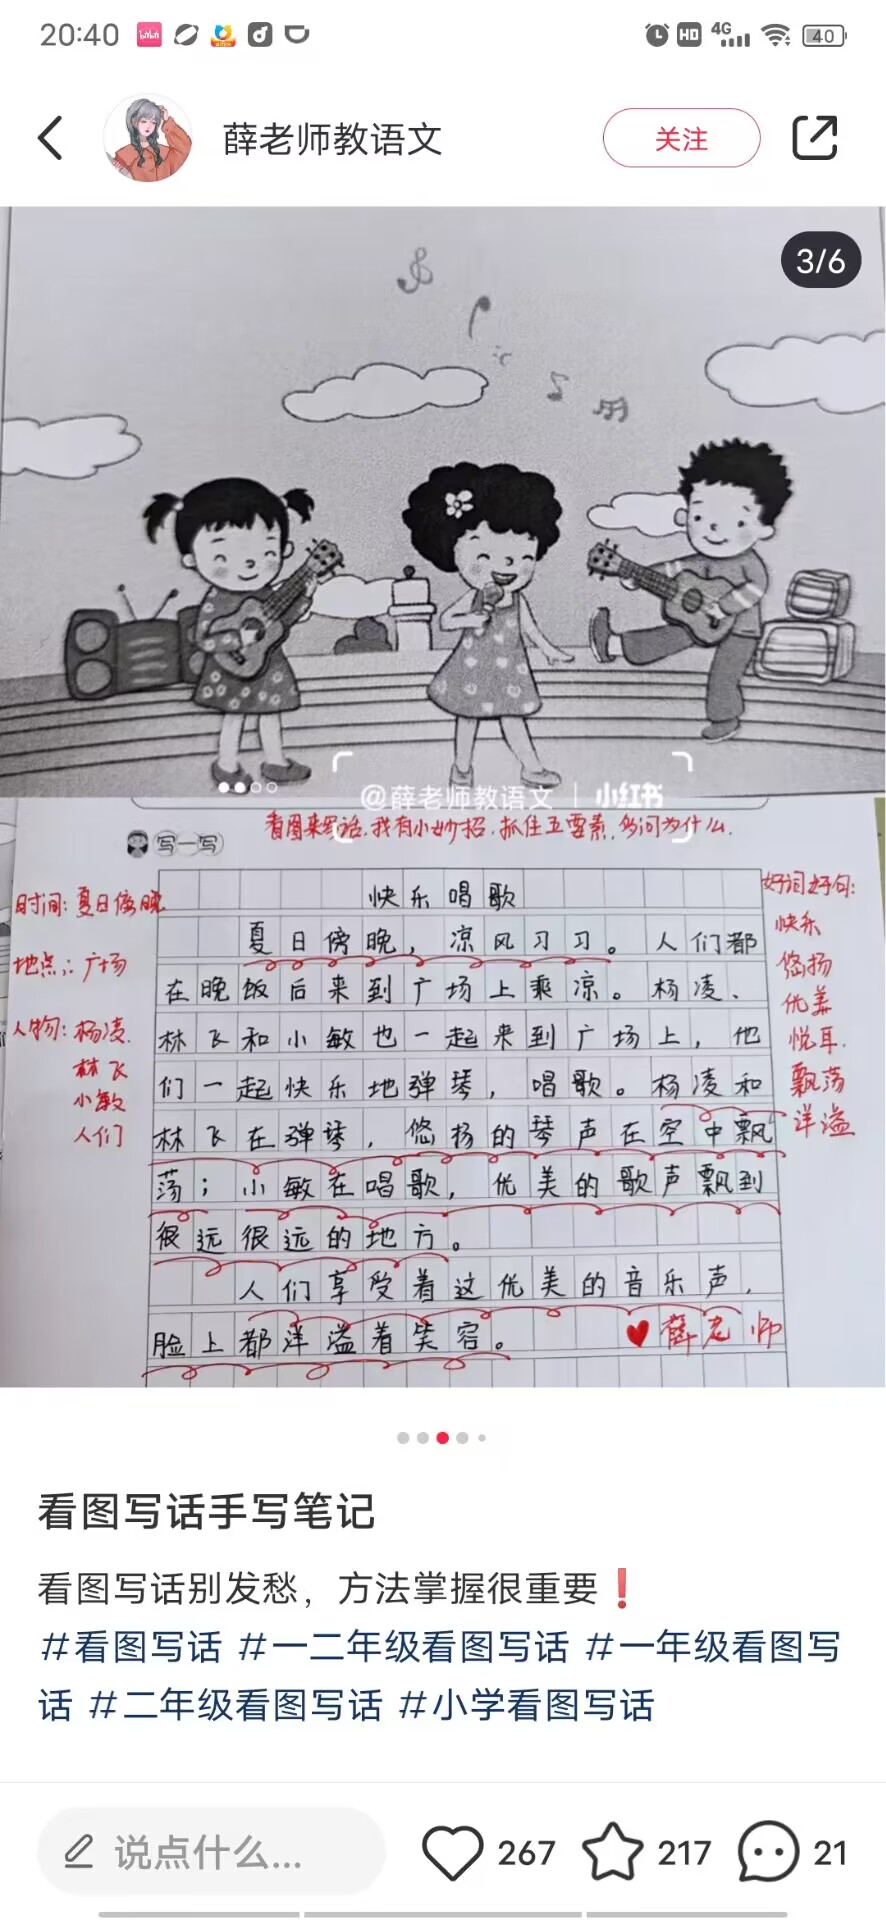 20:40
HD 4G 40
薛老师教语文 关注
3/6
@薛老师教语文 | 小红书
看图来写话,我有小妙招,抓住五要素,多问为什么.
写一写
时间:夏日傍晚
地点:广场
人物:杨凌.
林飞
小敏
人们
快乐唱歌
夏日傍晚,凉风习习。人们都
在晚饭后来到广场上乘凉。杨凌、
林飞和小敏也一起来到广场上,他
们一起快乐地弹琴,唱歌。杨凌和
林飞在弹琴,悠扬的琴声在空中飘
荡;小敏在唱歌,优美的歌声飘到
很远很远的地方。
人们享受着这优美的音乐声,
脸上都洋溢着笑容。
薛老师
好词好句:
快乐
悠扬
优美
悦耳.
飘荡
洋溢
看图写话手写笔记
看图写话别发愁,方法掌握很重要❗
#看图写话 #一二年级看图写话 #一年级看图写
话 #二年级看图写话 #小学看图写话
说点什么... 267 217 21